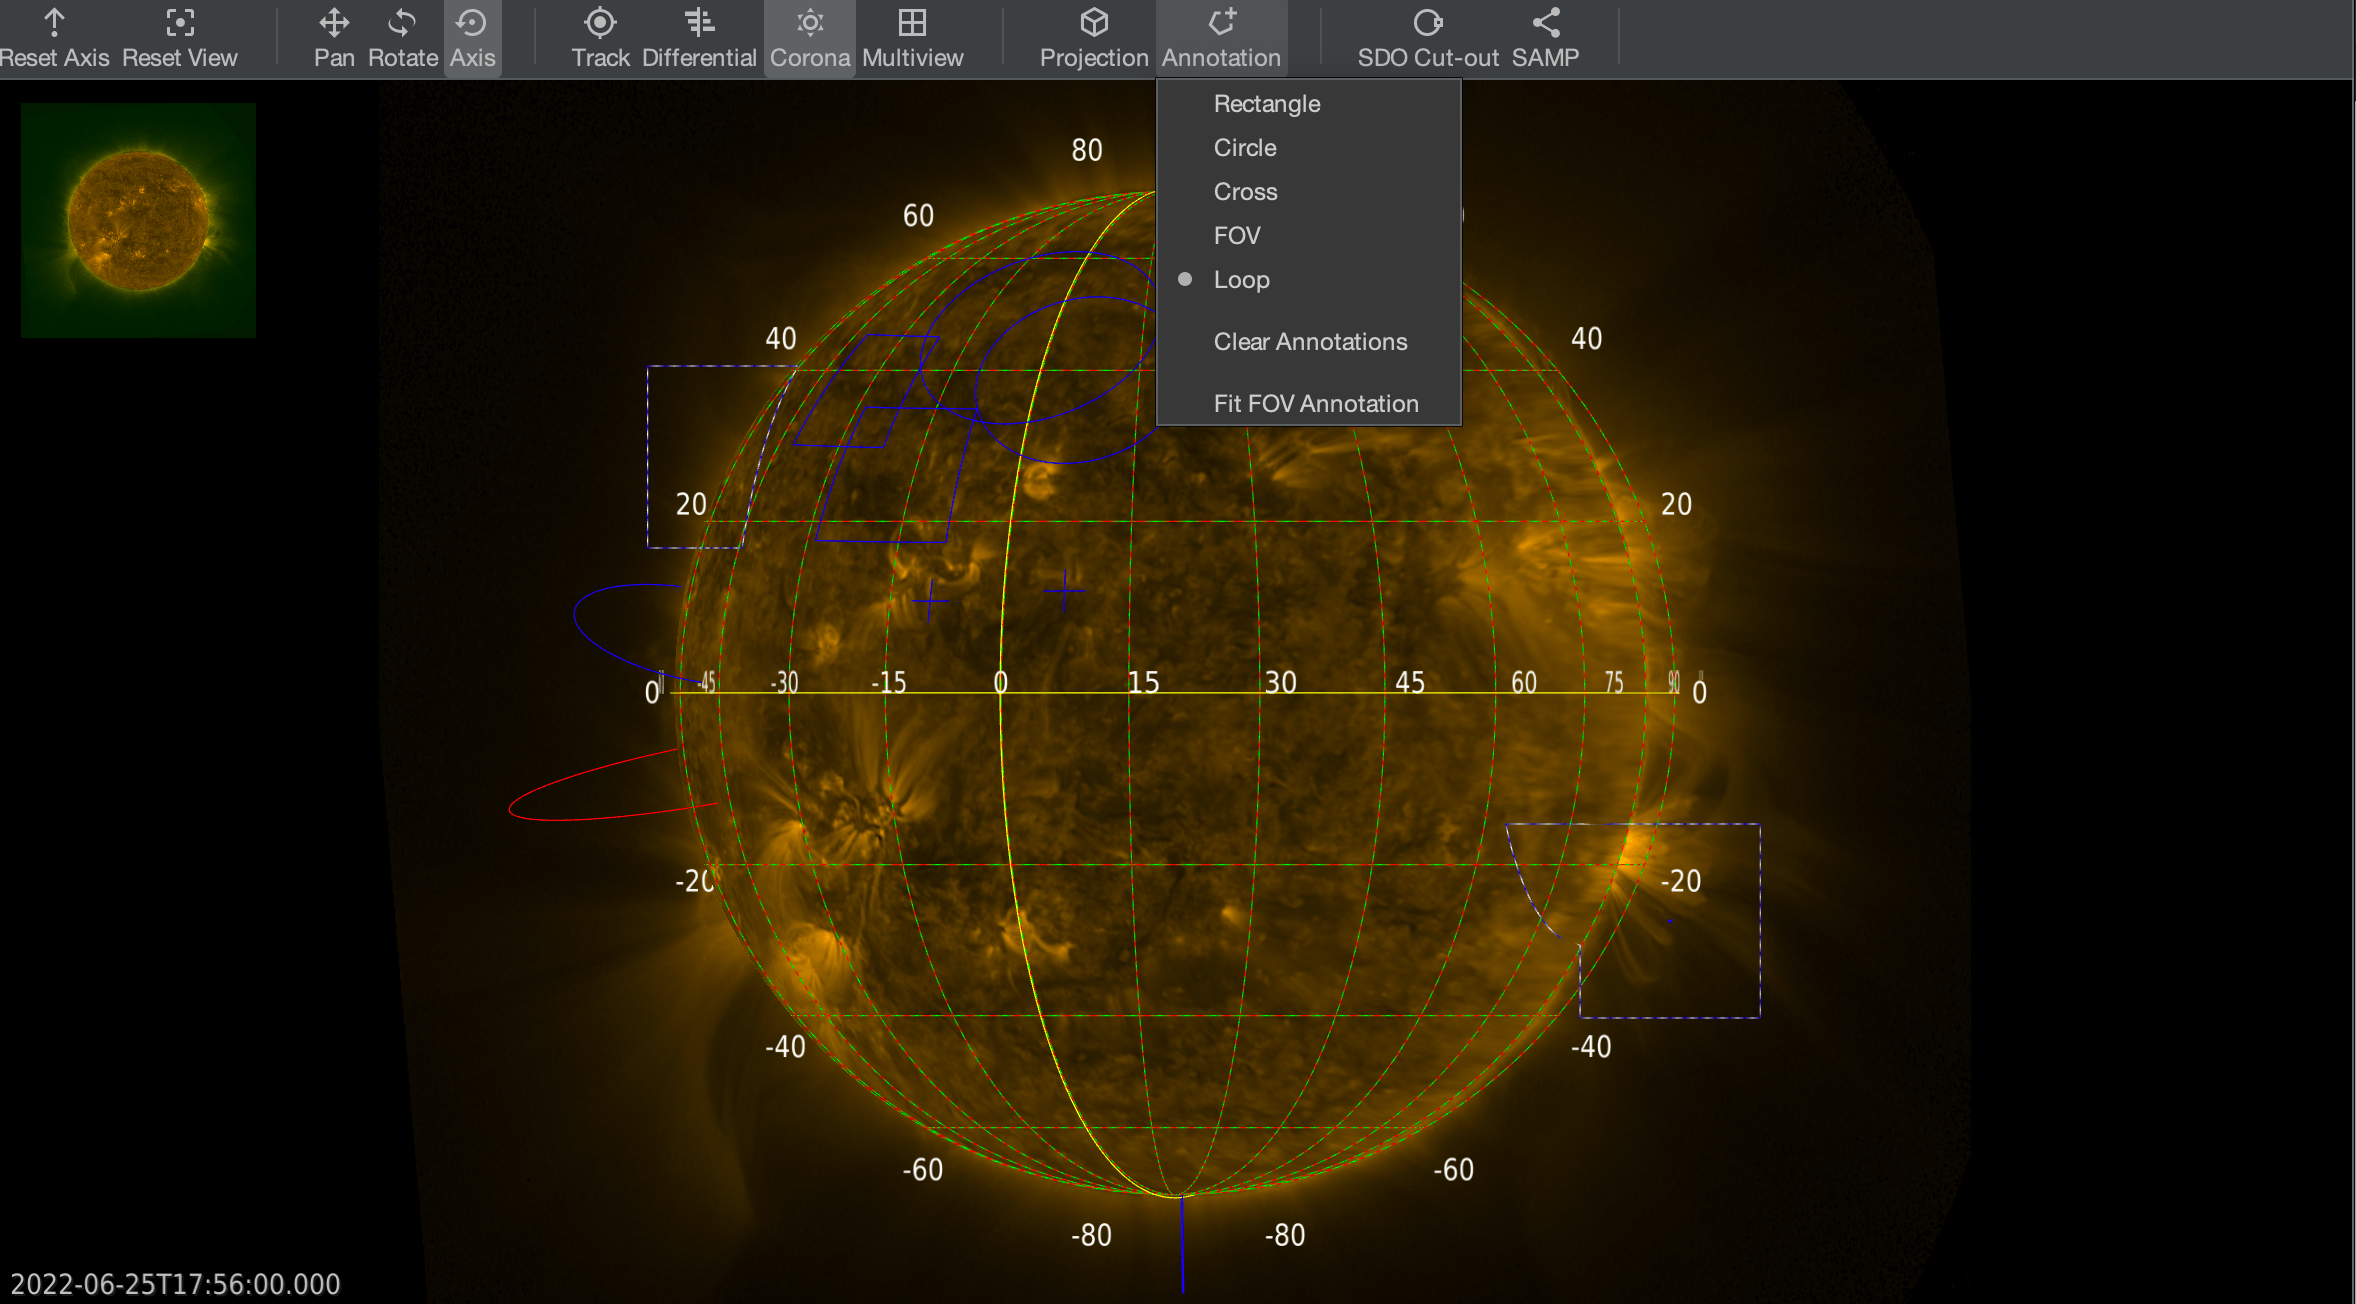 Reset Axis Reset View Pan Rotate Axis Track Differential Corona Multiview Projection Annotation SDO Cut-out SAMP
Rectangle
Circle
Cross
FOV
Loop
Clear Annotations
Fit FOV Annotation
80
60
40 40
20 20
0 -45 -30 -15 0 15 30 45 60 75 90 0
-20 -20
-40 -40
-60 -60
-80 -80
2022-06-25T17:56:00.000